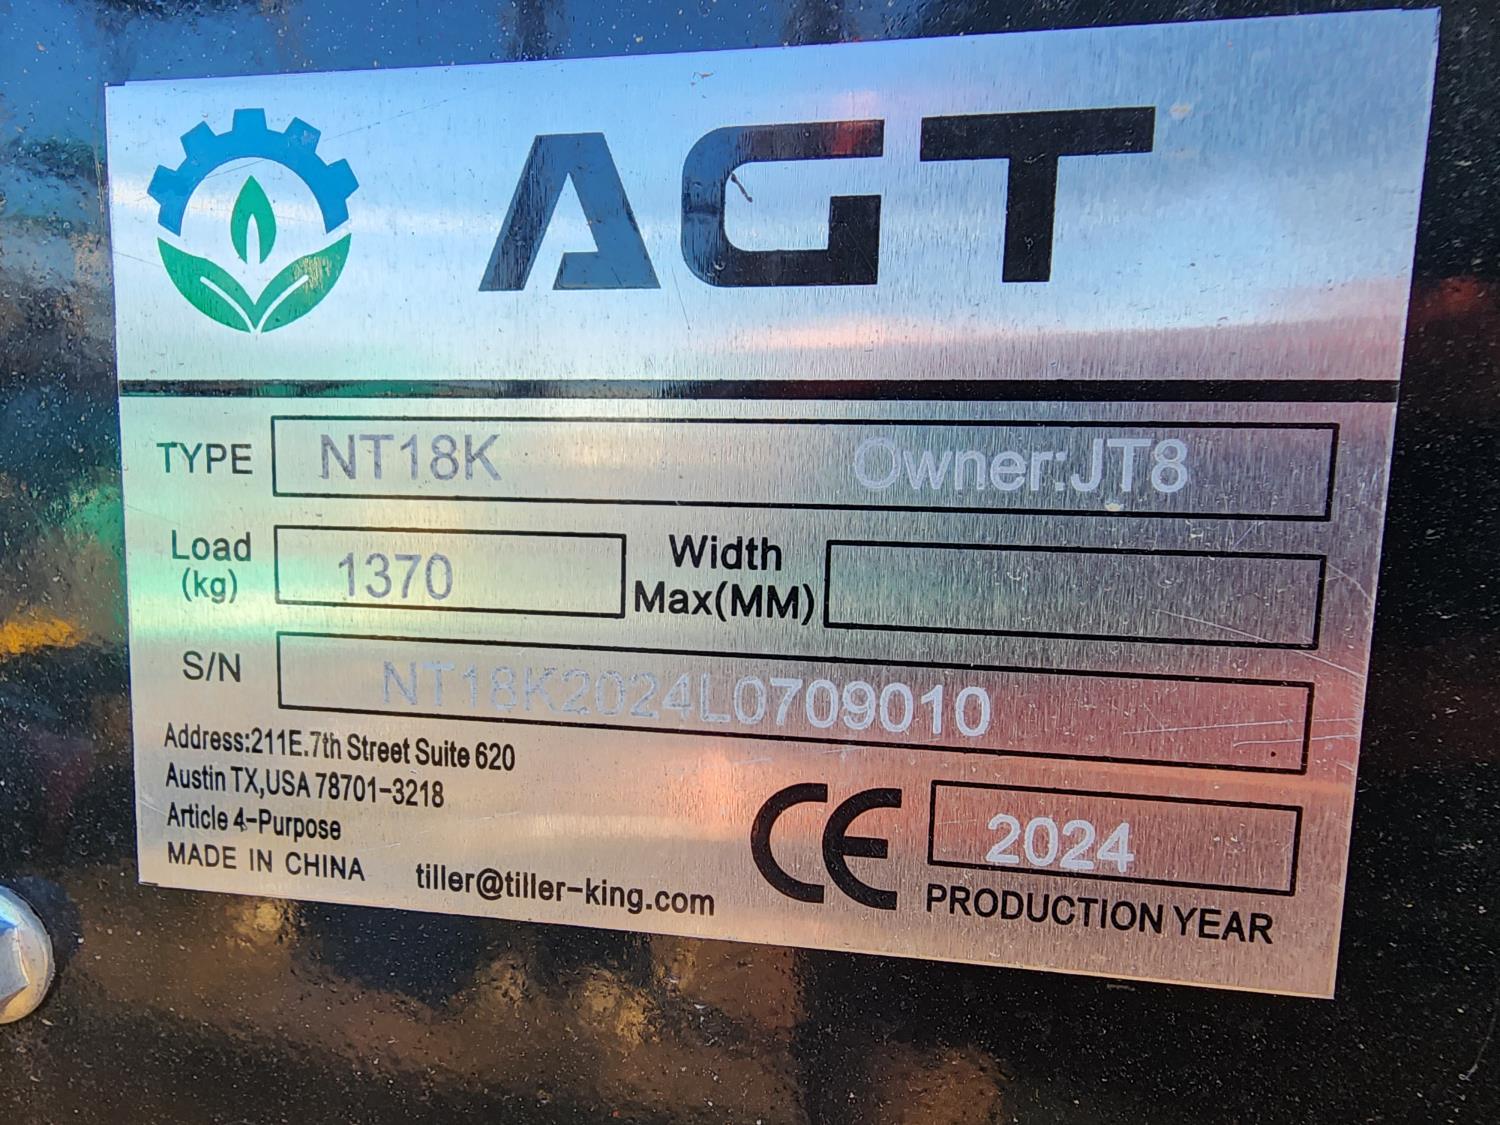 AGT
TYPE NT18K Owner:JT8
Load (kg) 1370 Width Max(MM)
S/N NT18K2024L0709010
Address:211E.7th Street Suite 620
Austin TX,USA 78701-3218
Article 4-Purpose
MADE IN CHINA
tiller@tiller-king.com
CE
2024
PRODUCTION YEAR